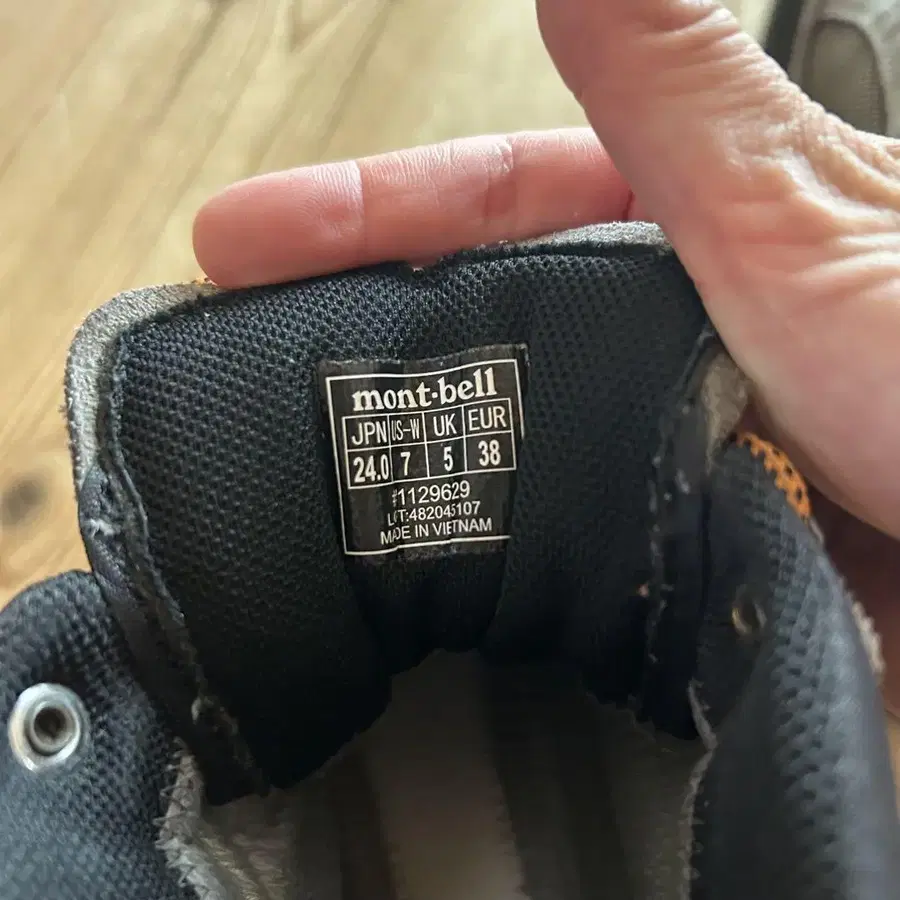 mont-bell
JPN US-W UK EUR
24.0 7 5 38
#1129629
LOT:482045107
MADE IN VIETNAM